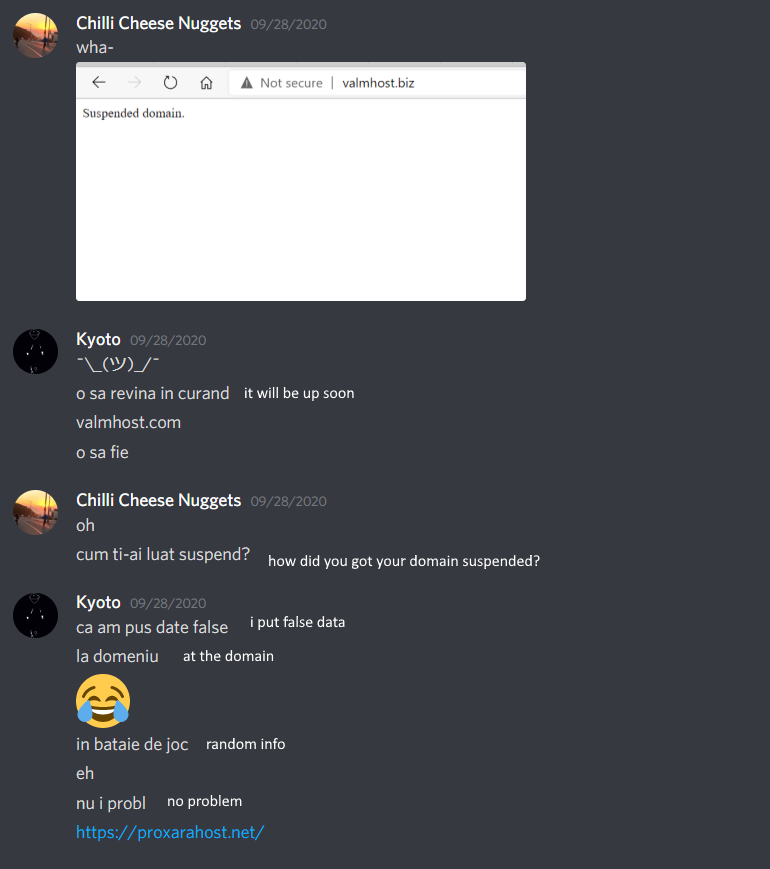 Chilli Cheese Nuggets 09/28/2020
wha-
Not secure | valmhost.biz
Suspended domain.
Kyoto 09/28/2020
¯\_(ツ)_/¯
o sa revina in curand it will be up soon
valmhost.com
o sa fie
Chilli Cheese Nuggets 09/28/2020
oh
cum ti-ai luat suspend? how did you got your domain suspended?
Kyoto 09/28/2020
ca am pus date false i put false data
la domeniu at the domain
in bataie de joc random info
eh
nu i probl no problem
https://proxarahost.net/